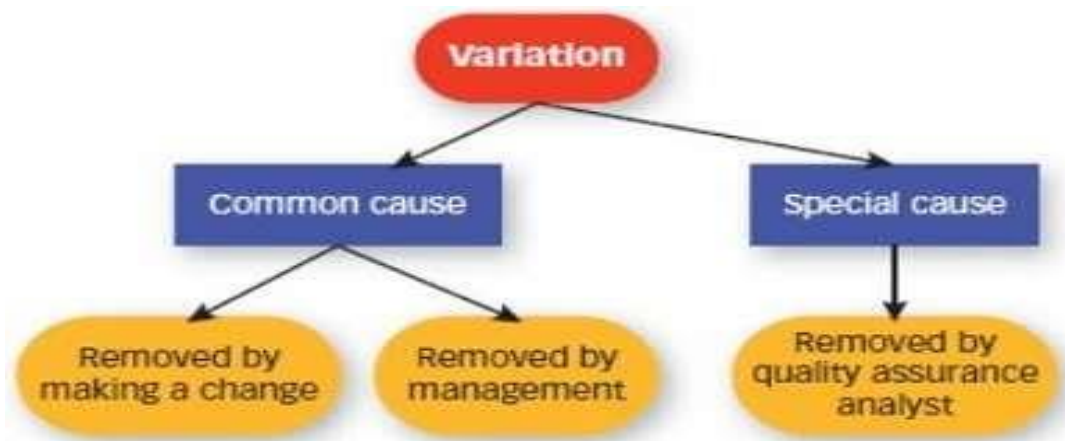 Variation
Common cause
Special cause
Removed by
making a change
Removed by
management
Removed by
quality assurance
analyst